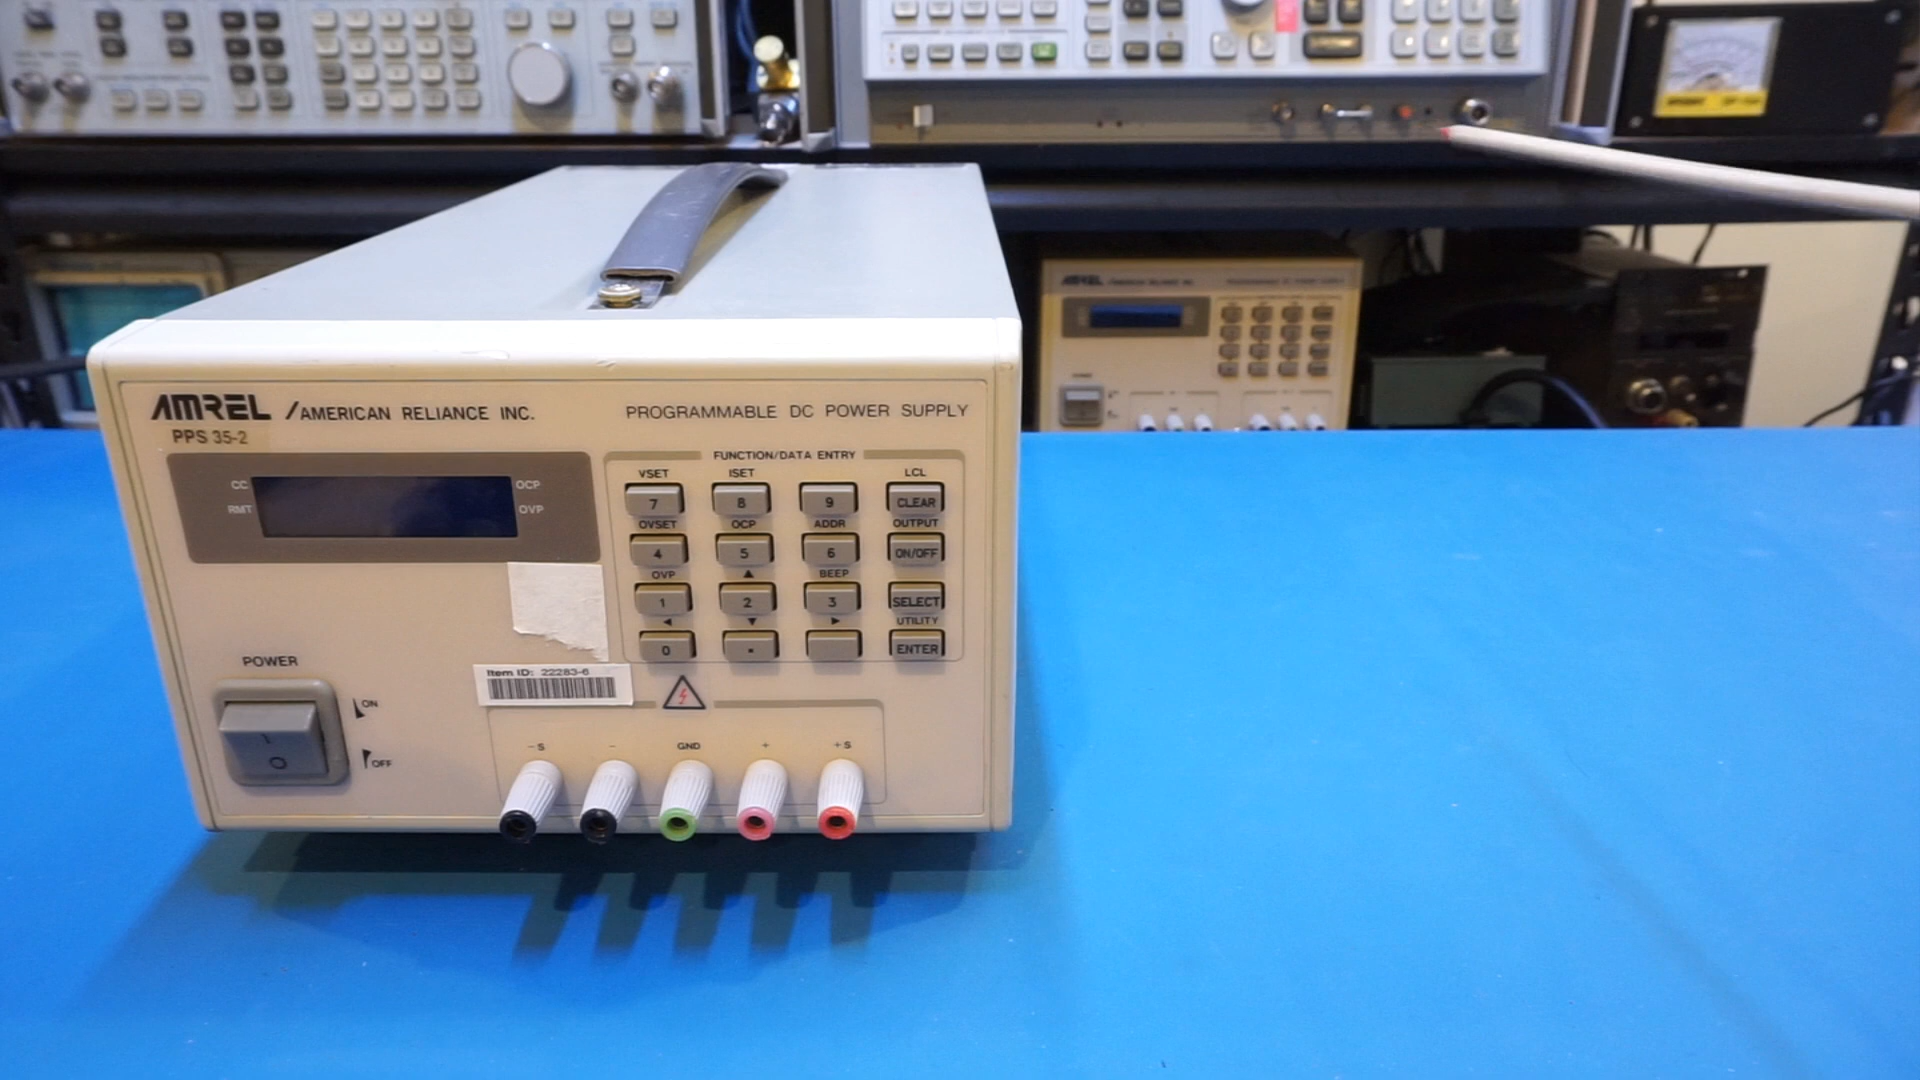 AMREL /AMERICAN RELIANCE INC.
PROGRAMMABLE DC POWER SUPPLY
PPS 35-2
CC
OCP
RMT
OVP
FUNCTION/DATA ENTRY
VSET ISET LCL
7 8 9 CLEAR
OVSET OCP ADDR OUTPUT
4 5 6 ON/OFF
OVP ▲ BEEP
1 2 3 SELECT
◄ ▼ ► UTILITY
0 . ENTER
POWER
ON
OFF
I
O
Item ID: 22283-6
-S - GND + +S
AMREL